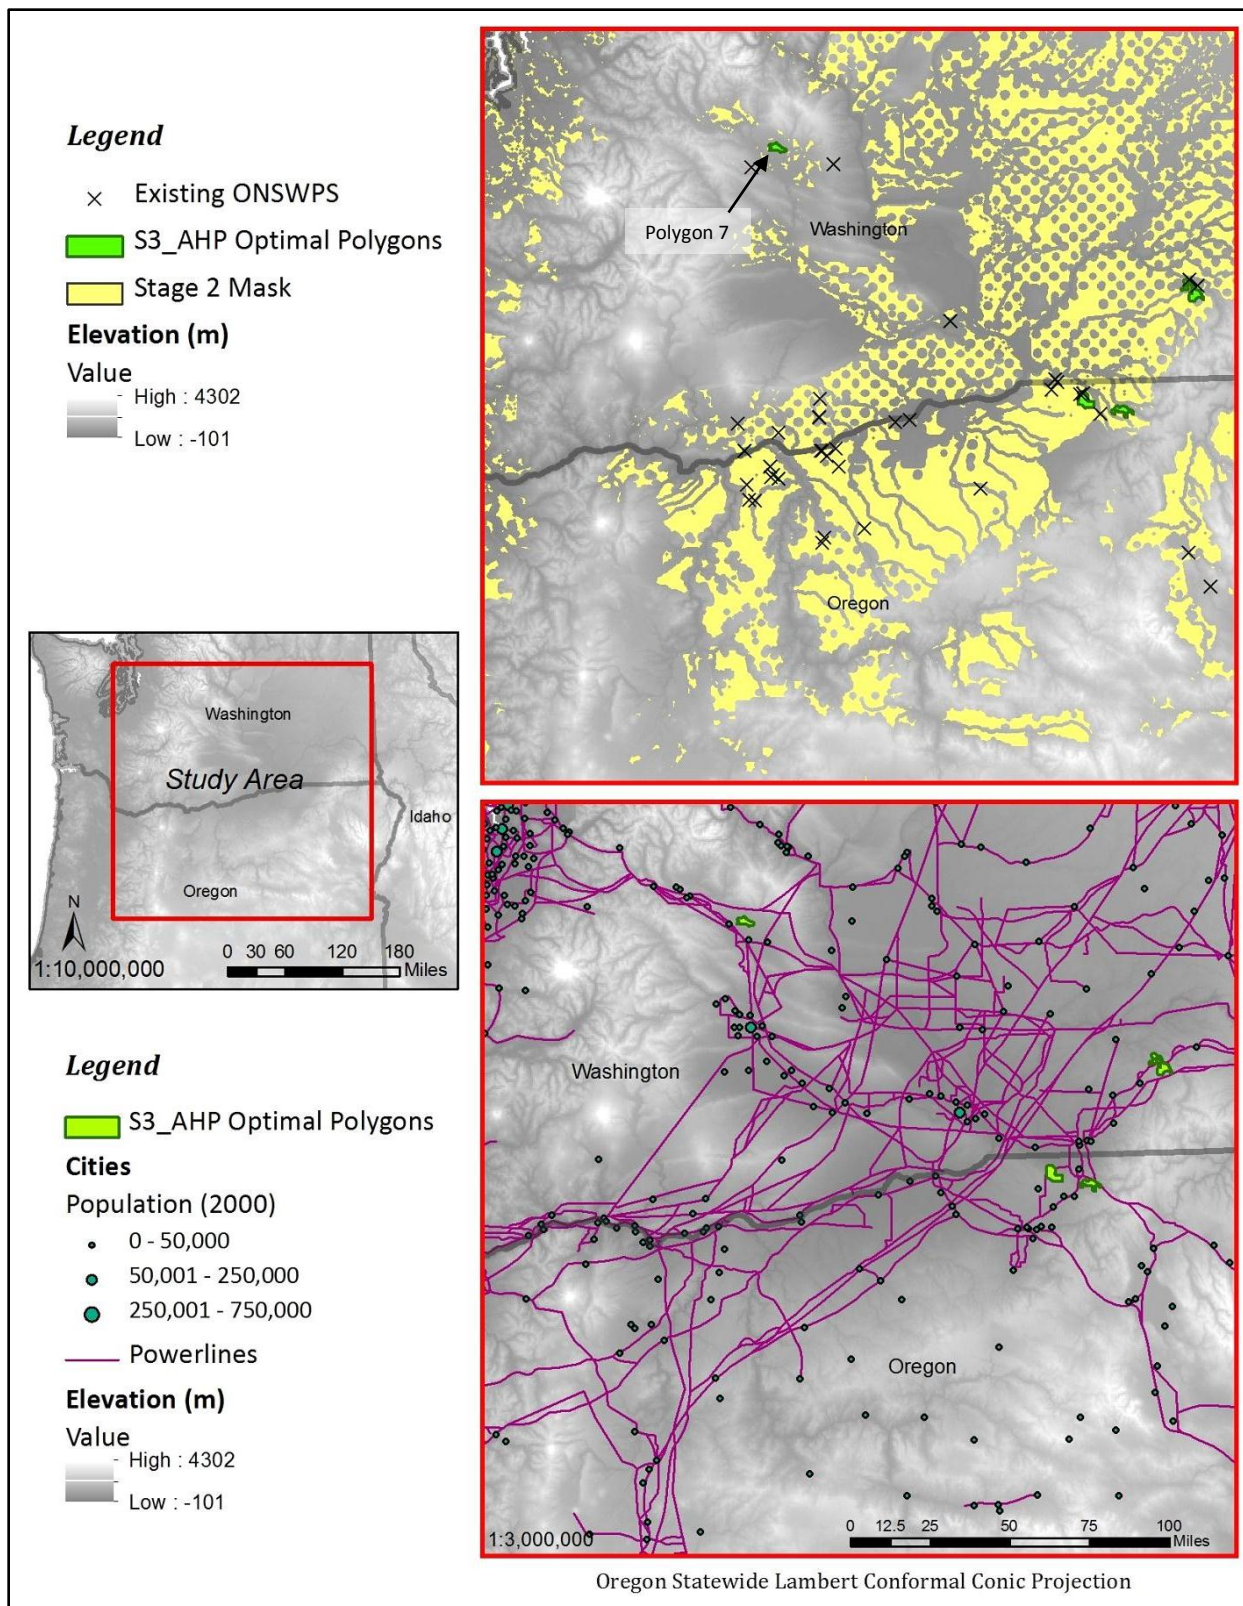 Legend
Existing ONSWPS
S3_AHP Optimal Polygons
Stage 2 Mask
Elevation (m)
Value
High : 4302
Low : -101
Polygon 7
Washington
Oregon
Washington
Study Area
Idaho
Oregon
N
1:10,000,000
0 30 60 120 180
Miles
Legend
S3_AHP Optimal Polygons
Cities
Population (2000)
0 - 50,000
50,001 - 250,000
250,001 - 750,000
Powerlines
Elevation (m)
Value
High : 4302
Low : -101
Washington
Oregon
1:3,000,000
0 12.5 25 50 75 100
Miles
Oregon Statewide Lambert Conformal Conic Projection